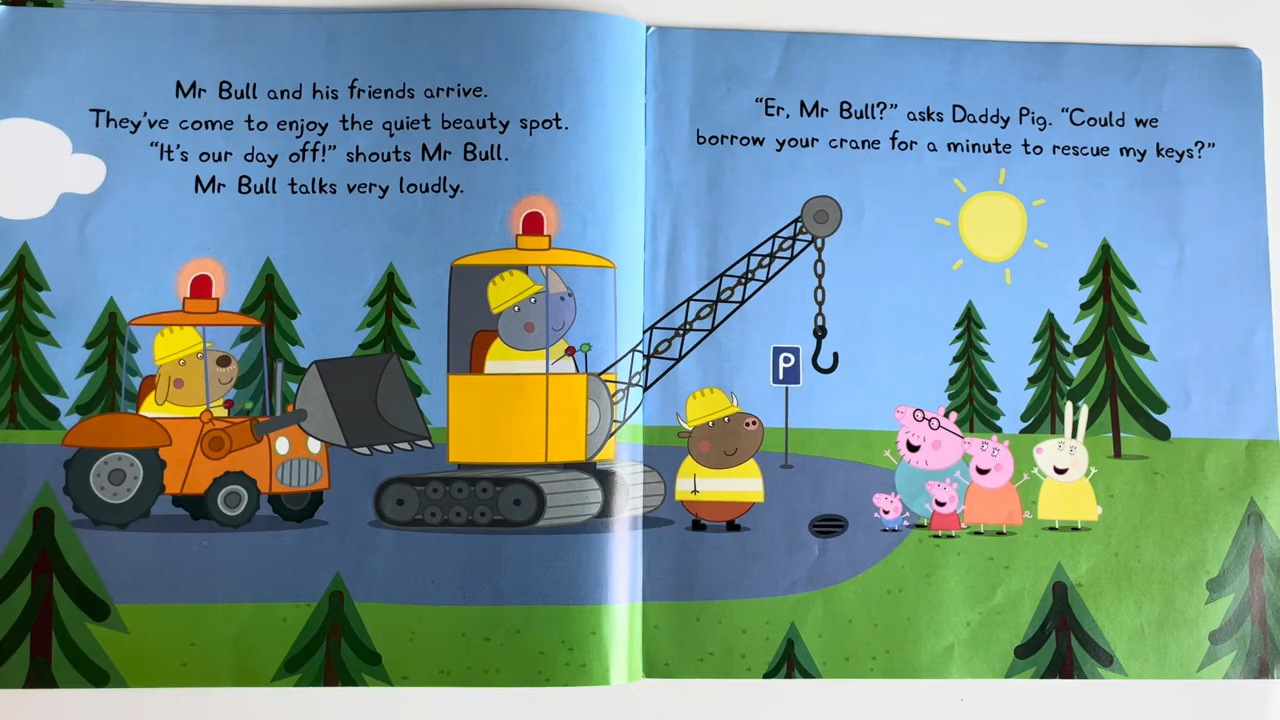 Mr Bull and his friends arrive.
They've come to enjoy the quiet beauty spot.
“It's our day off!” shouts Mr Bull.
Mr Bull talks very loudly.
“Er, Mr Bull?” asks Daddy Pig. “Could we
borrow your crane for a minute to rescue my keys?”
P